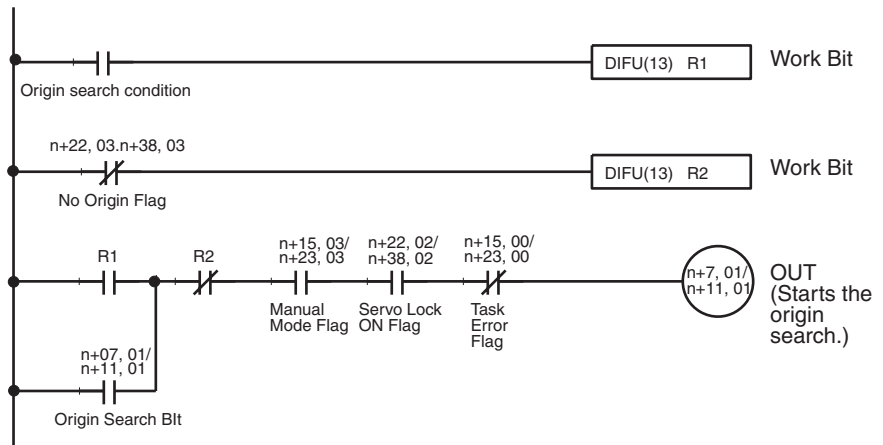 DIFU(13) R1
Work Bit
Origin search condition
n+22, 03.n+38, 03
DIFU(13) R2
Work Bit
No Origin Flag
R1
R2
n+15, 03/
n+23, 03
n+22, 02/
n+38, 02
n+15, 00/
n+23, 00
n+7, 01/
n+11, 01
OUT
(Starts the
origin
search.)
Manual
Mode Flag
Servo Lock
ON Flag
Task
Error
Flag
n+07, 01/
n+11, 01
Origin Search BIt